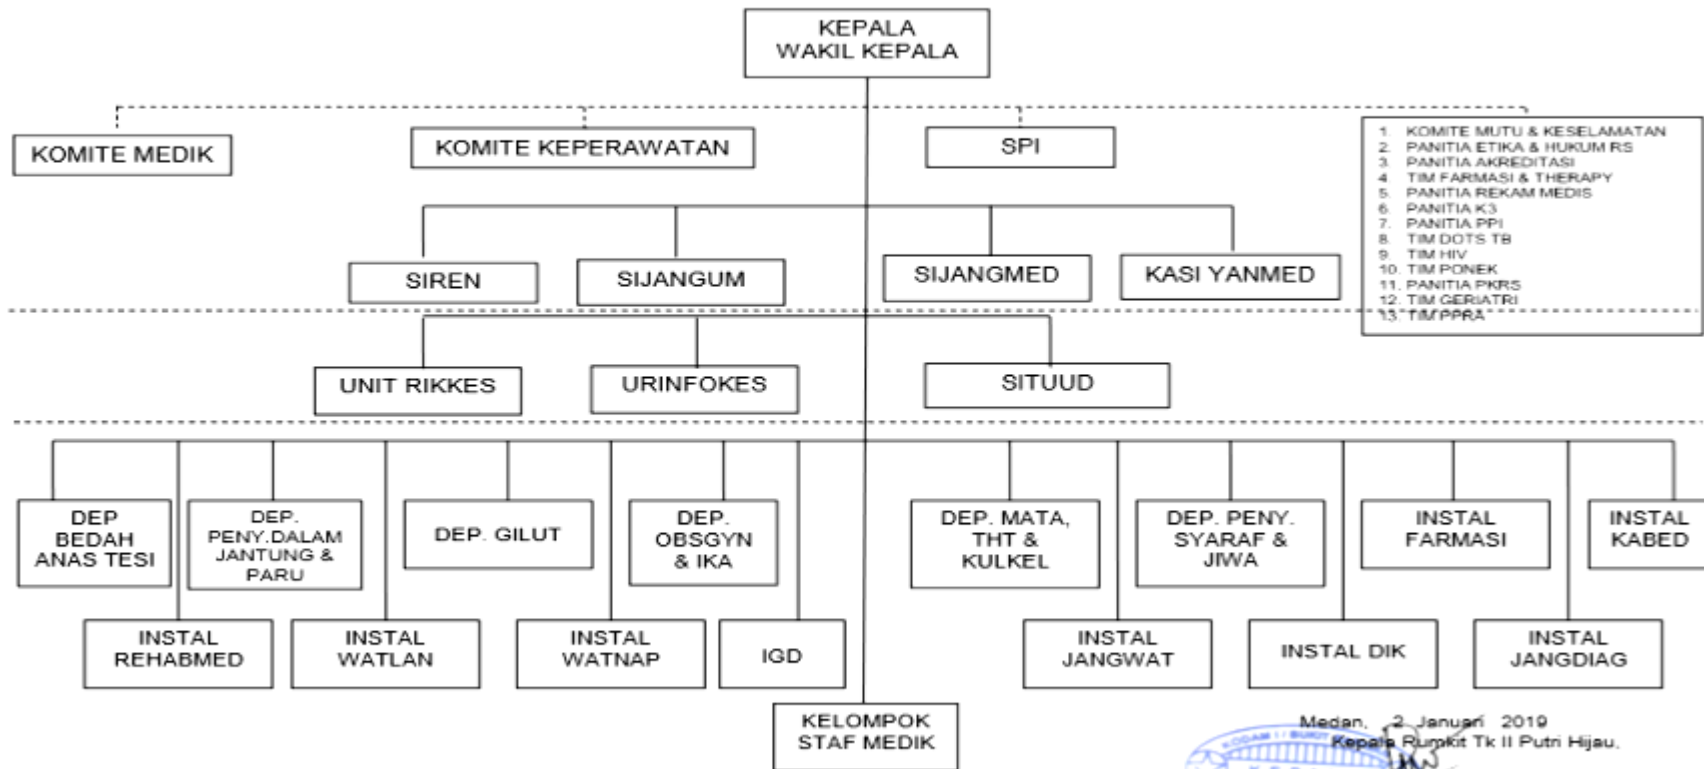 KEPALA
WAKIL KEPALA
KOMITE MEDIK
KOMITE KEPERAWATAN
SPI
1. KOMITE MUTU & KESELAMATAN
2. PANITIA ETIKA & HUKUM RS
3. PANITIA AKREDITASI
4. TIM FARMASI & THERAPY
5. PANITIA REKAM MEDIS
6. PANITIA K3
7. PANITIA PPI
8. TIM DOTS TB
9. TIM HIV
10. TIM PONEK
11. PANITIA PKRS
12. TIM GERIATRI
13. TIM PPRA
SIREN
SIJANGUM
SIJANGMED
KASI YANMED
UNIT RIKKES
URINFOKES
SITUUD
DEP
BEDAH
ANAS TESI
DEP.
PENY.DALAM
JANTUNG &
PARU
DEP. GILUT
DEP.
OBSGYN
& IKA
DEP. MATA,
THT &
KULKEL
DEP. PENY.
SYARAF &
JIWA
INSTAL
FARMASI
INSTAL
KABED
INSTAL
REHABMED
INSTAL
WATLAN
INSTAL
WATNAP
IGD
INSTAL
JANGWAT
INSTAL DIK
INSTAL
JANGDIAG
KELOMPOK
STAF MEDIK
Medan, 2 Januari 2019
Kepala Rumkit Tk II Putri Hijau,
KODAM I / BUKIT